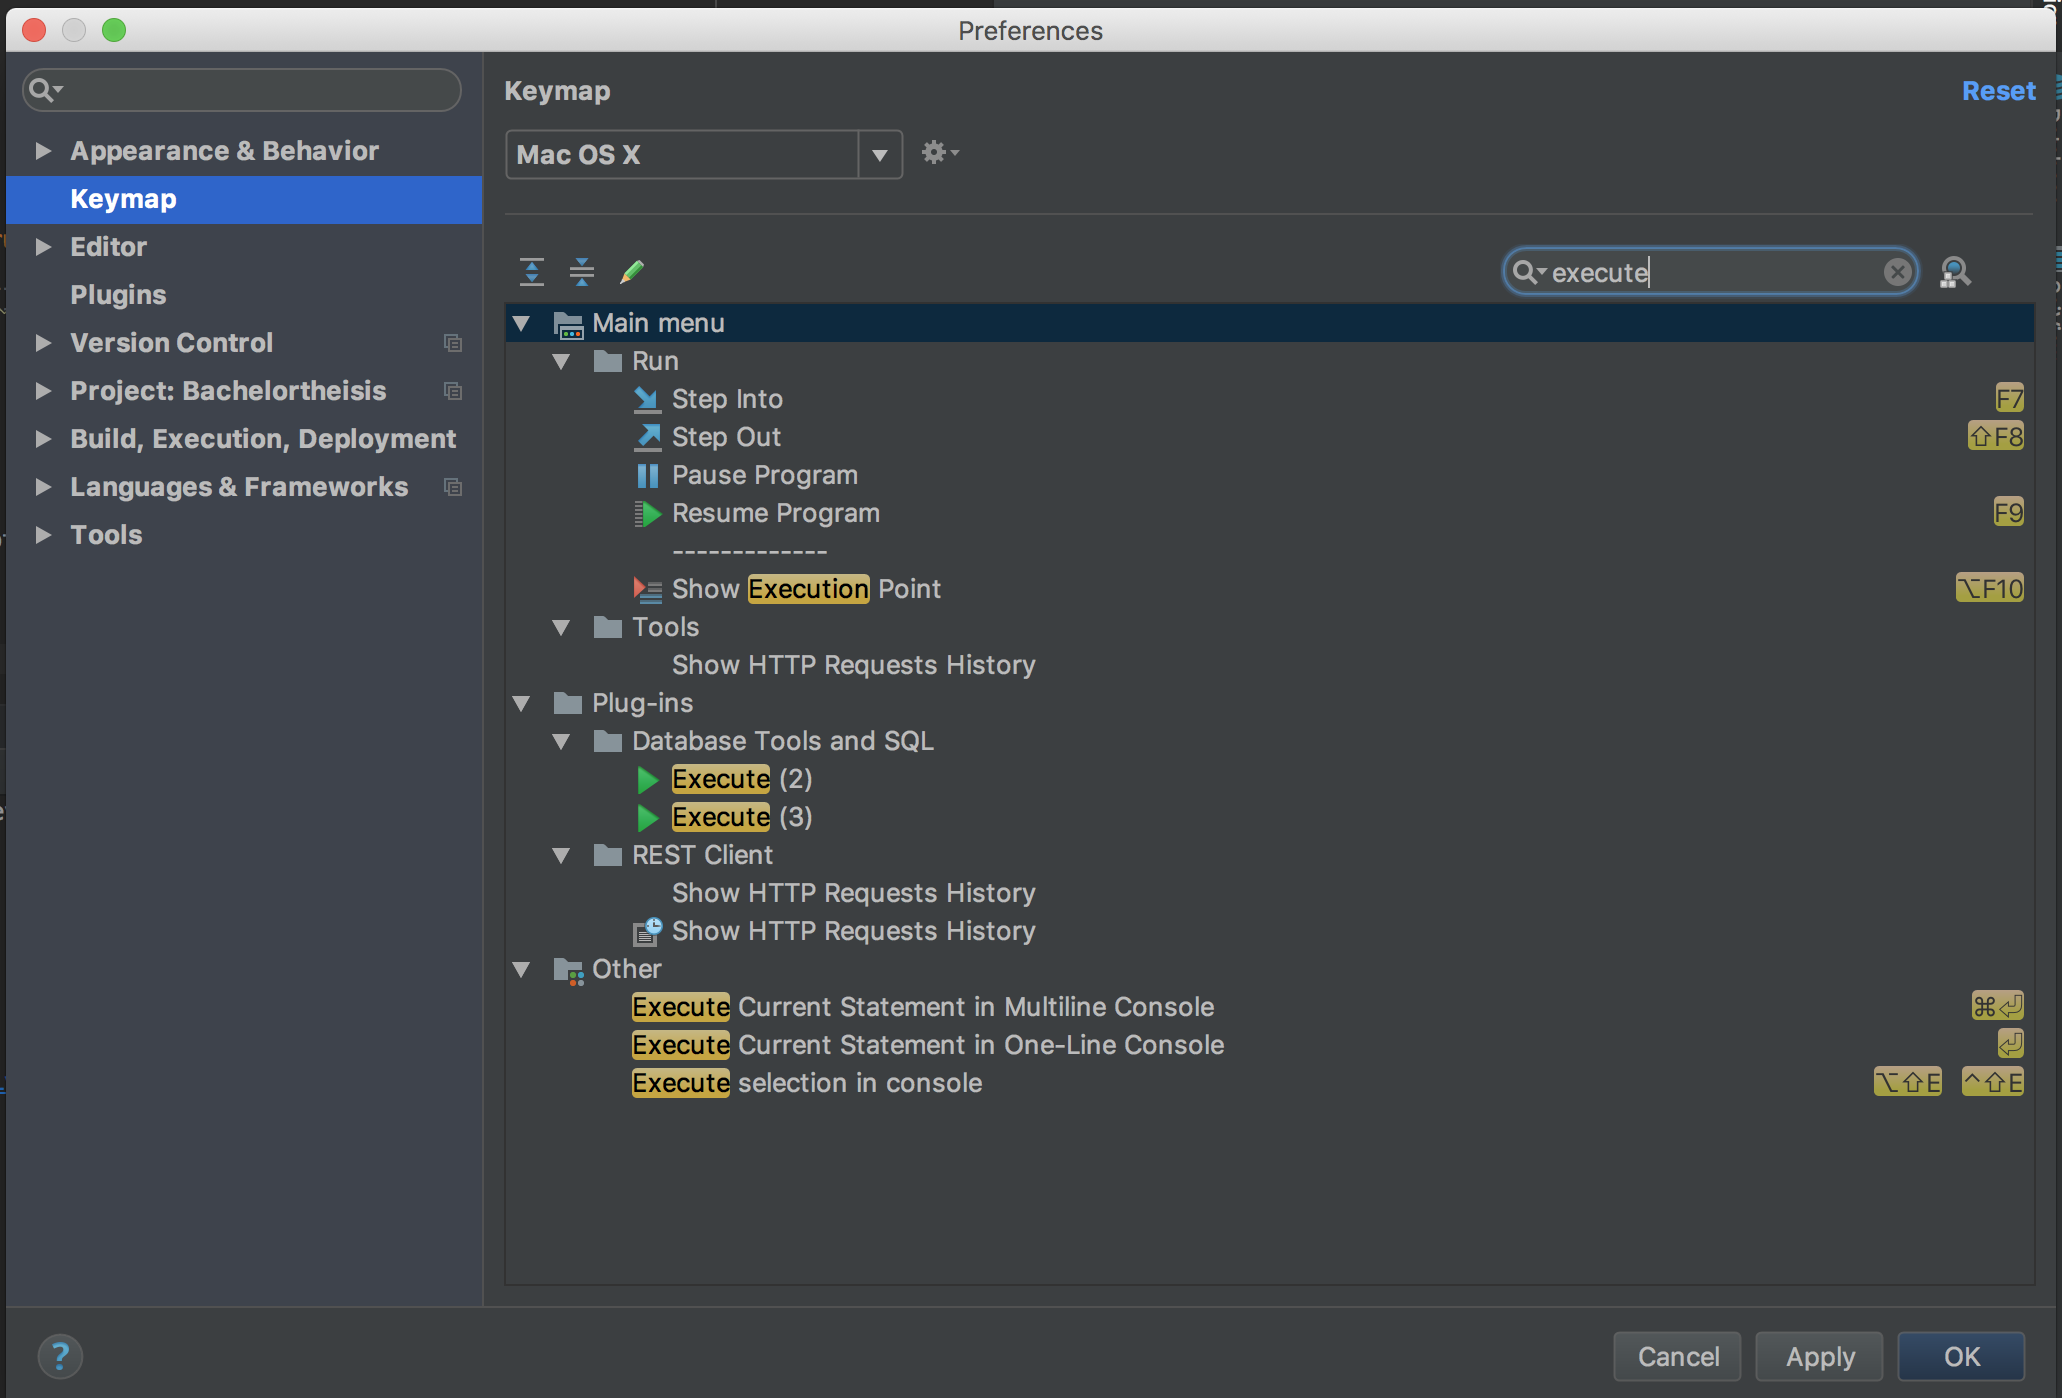 Preferences
Appearance & Behavior
Keymap
Editor
Plugins
Version Control
Project: Bachelortheisis
Build, Execution, Deployment
Languages & Frameworks
Tools
Keymap
Reset
Mac OS X
execute
Main menu
Run
Step Into F7
Step Out ⇧F8
Pause Program
Resume Program F9
-------------
Show Execution Point ⌥F10
Tools
Show HTTP Requests History
Plug-ins
Database Tools and SQL
Execute (2)
Execute (3)
REST Client
Show HTTP Requests History
Show HTTP Requests History
Other
Execute Current Statement in Multiline Console ⌘⏎
Execute Current Statement in One-Line Console ⏎
Execute selection in console ⌥⇧E ^⇧E
?
Cancel Apply OK